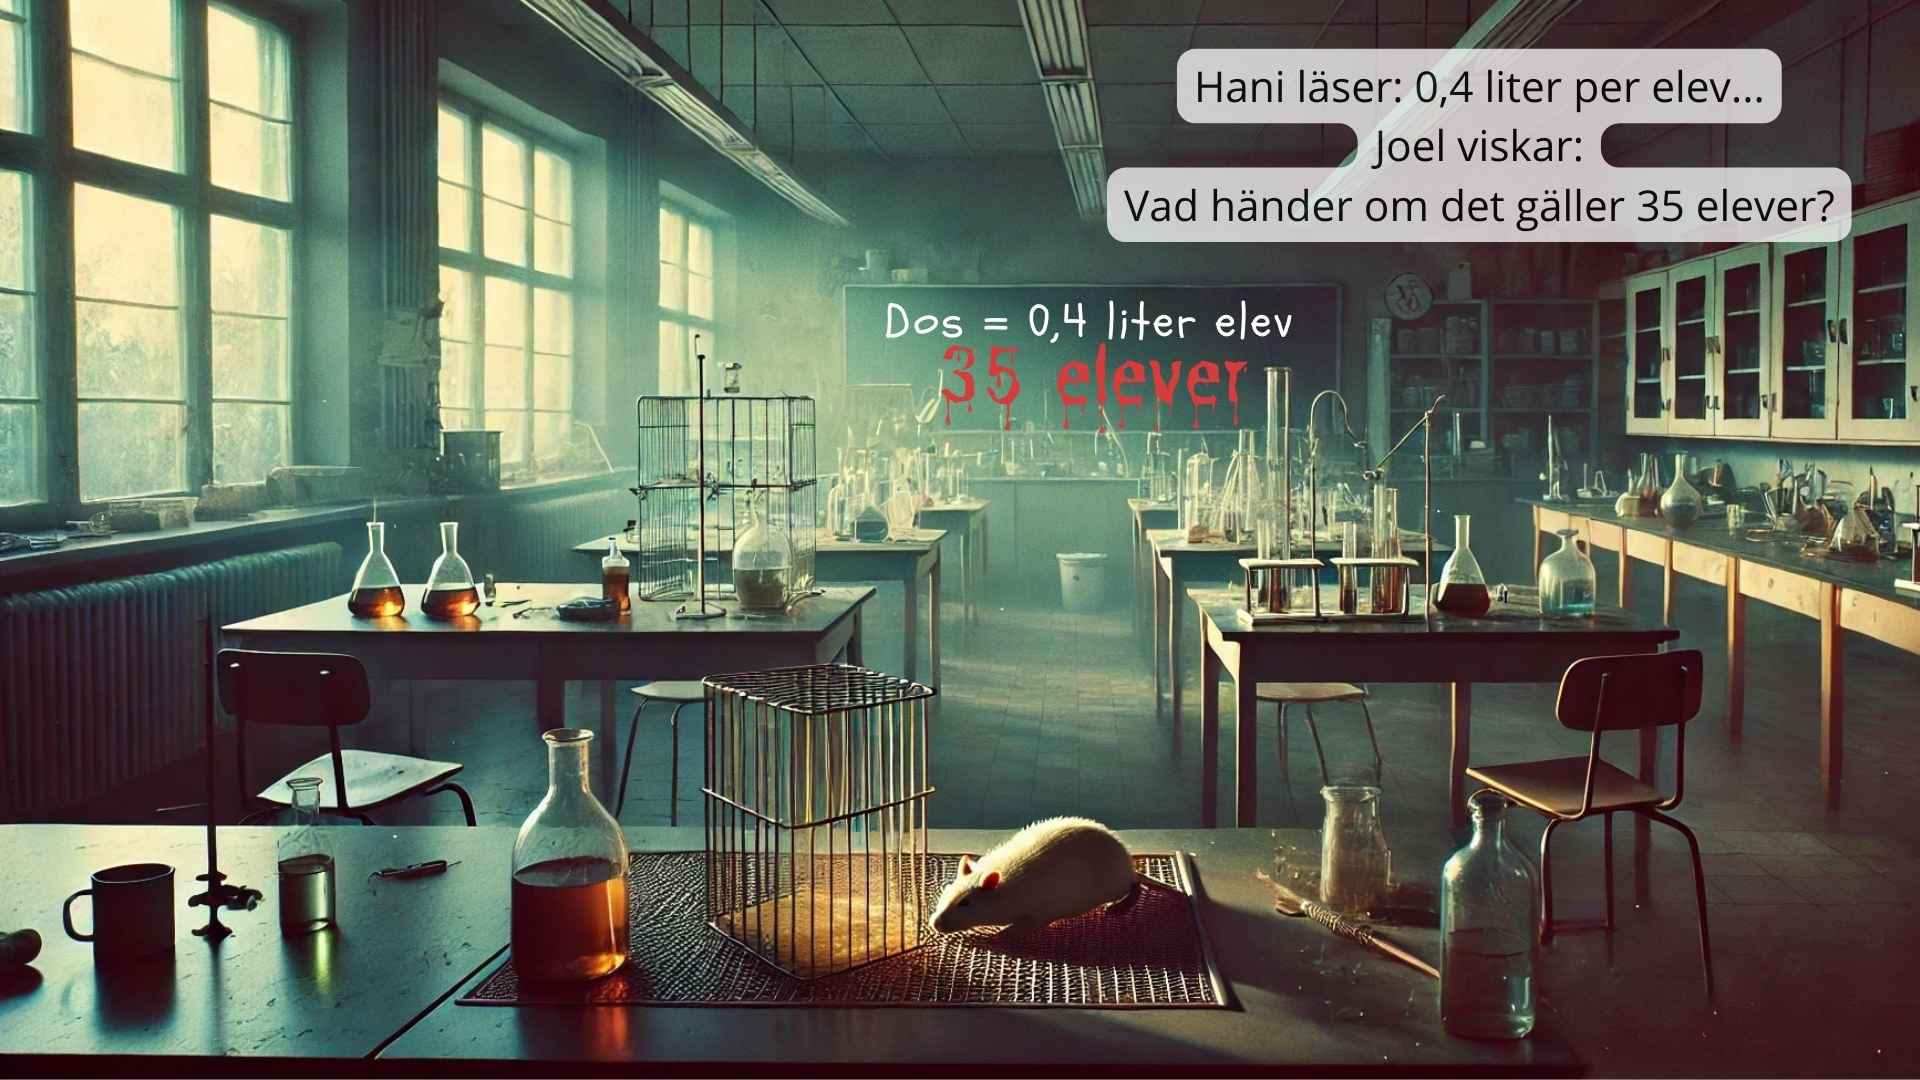 Hani läser: 0,4 liter per elev...
Joel viskar:
Vad händer om det gäller 35 elever?
Dos = 0,4 liter elev
35 elever